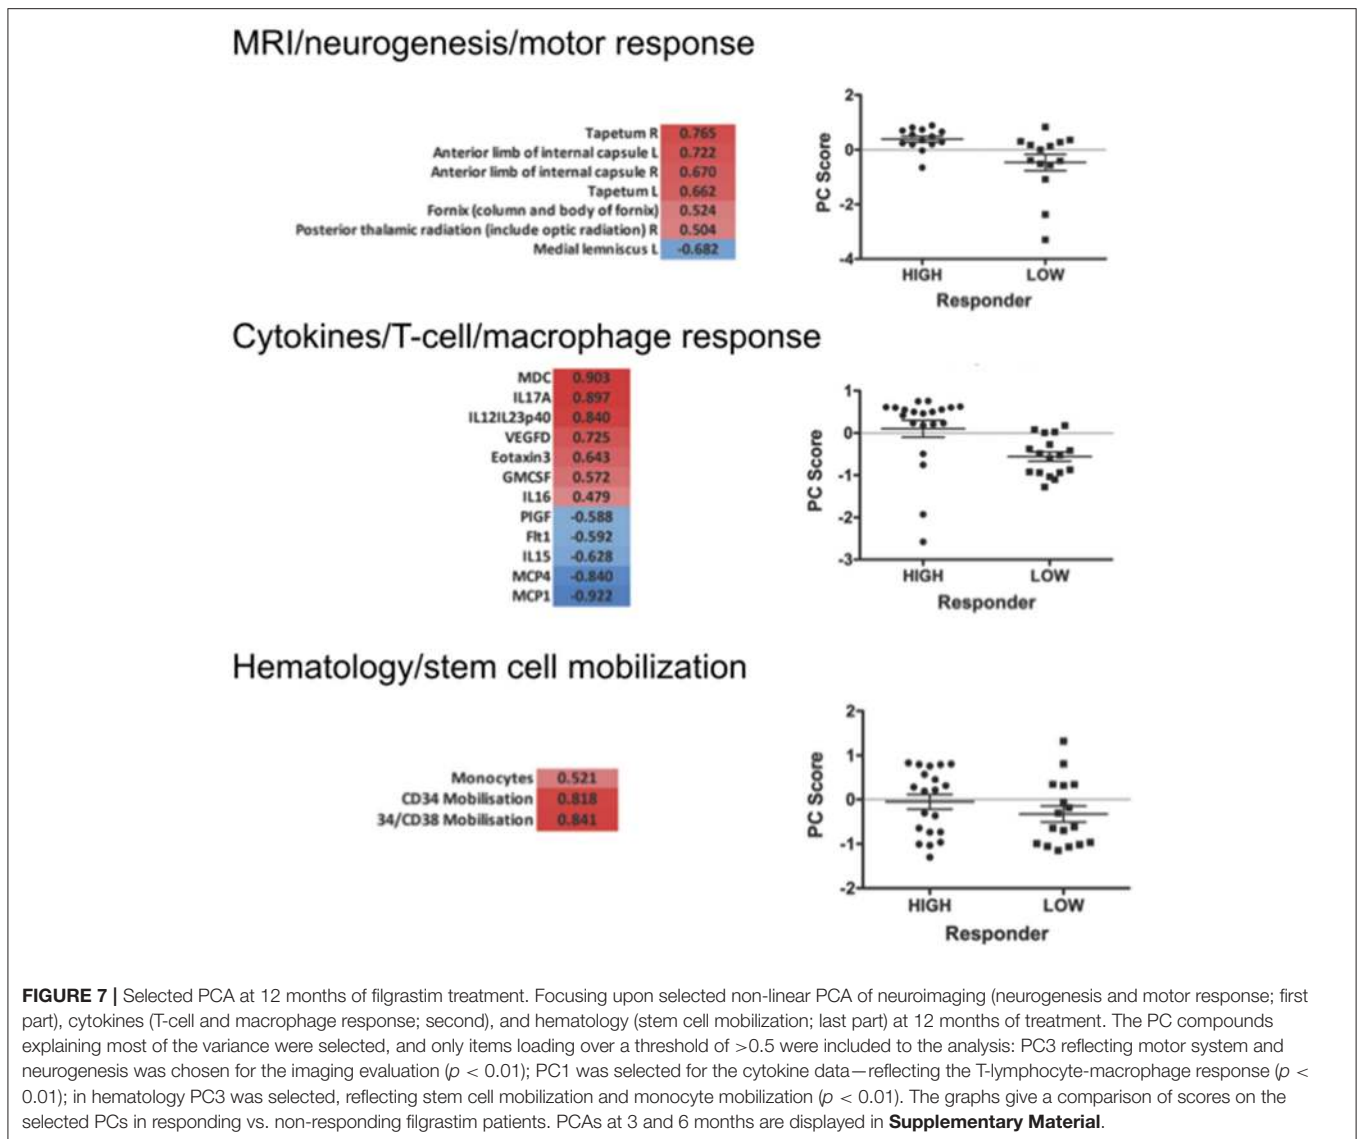 MRI/neurogenesis/motor response
Tapetum R 0.765
Anterior limb of internal capsule L 0.722
Anterior limb of internal capsule R 0.670
Tapetum L 0.662
Fornix (column and body of fornix) 0.524
Posterior thalamic radiation (include optic radiation) R 0.504
Medial lemniscus L -0.682
2
0
-2
-4
PC Score
HIGH LOW
Responder
Cytokines/T-cell/macrophage response
MDC 0.903
IL17A 0.897
IL12IL23p40 0.840
VEGFD 0.725
Eotaxin3 0.643
GMCSF 0.572
IL16 0.479
PIGF -0.588
Flt1 -0.592
IL15 -0.628
MCP4 -0.840
MCP1 -0.922
1
0
-1
-2
-3
PC Score
HIGH LOW
Responder
Hematology/stem cell mobilization
Monocytes 0.521
CD34 Mobilisation 0.818
34/CD38 Mobilisation 0.841
2
1
0
-1
-2
PC Score
HIGH LOW
Responder
FIGURE 7 | Selected PCA at 12 months of filgrastim treatment. Focusing upon selected non-linear PCA of neuroimaging (neurogenesis and motor response; first
part), cytokines (T-cell and macrophage response; second), and hematology (stem cell mobilization; last part) at 12 months of treatment. The PC compounds
explaining most of the variance were selected, and only items loading over a threshold of >0.5 were included to the analysis: PC3 reflecting motor system and
neurogenesis was chosen for the imaging evaluation (p < 0.01); PC1 was selected for the cytokine data—reflecting the T-lymphocyte-macrophage response (p <
0.01); in hematology PC3 was selected, reflecting stem cell mobilization and monocyte mobilization (p < 0.01). The graphs give a comparison of scores on the
selected PCs in responding vs. non-responding filgrastim patients. PCAs at 3 and 6 months are displayed in Supplementary Material.